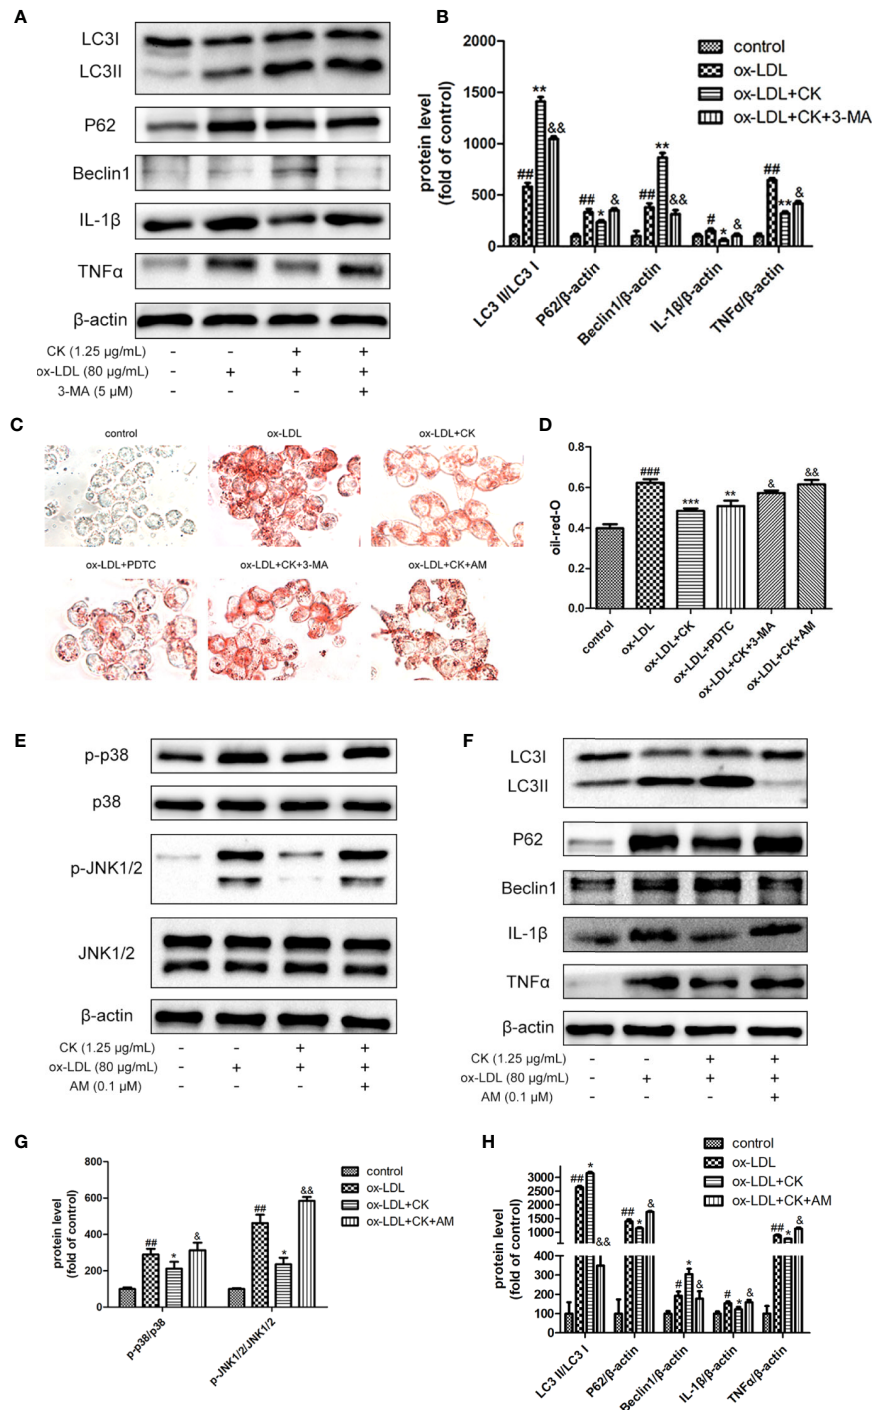 A
LC3I
LC3II
P62
Beclin1
IL-1β
TNFα
β-actin
CK (1.25 μg/mL) - - + +
ox-LDL (80 μg/mL) - + + +
3-MA (5 μM) - - - +
B
protein level
(fold of control)
2000
1500
1000
500
0
control
ox-LDL
ox-LDL+CK
ox-LDL+CK+3-MA
## ** &&
## * &
## ** &&
# * &
## ** &
LC3 II/LC3 I
P62/β-actin
Beclin1/β-actin
IL-1β/β-actin
TNFα/β-actin
C
control
ox-LDL
ox-LDL+CK
ox-LDL+PDTC
ox-LDL+CK+3-MA
ox-LDL+CK+AM
D
oil-red-O
0.8
0.6
0.4
0.2
0.0
### *** ** & &&
control
ox-LDL
ox-LDL+CK
ox-LDL+PDTC
ox-LDL+CK+3-MA
ox-LDL+CK+AM
E
p-p38
p38
p-JNK1/2
JNK1/2
β-actin
CK (1.25 μg/mL) - - + +
ox-LDL (80 μg/mL) - + + +
AM (0.1 μM) - - - +
F
LC3I
LC3II
P62
Beclin1
IL-1β
TNFα
β-actin
CK (1.25 μg/mL) - - + +
ox-LDL (80 μg/mL) - + + +
AM (0.1 μM) - - - +
G
protein level
(fold of control)
800
600
400
200
0
control
ox-LDL
ox-LDL+CK
ox-LDL+CK+AM
## * &
## * &&
p-p38/p38
p-JNK1/2/JNK1/2
H
protein level
(fold of control)
3000
2500
2000
1500
1000
400
300
200
100
0
control
ox-LDL
ox-LDL+CK
ox-LDL+CK+AM
## * &&
## * &
# * &
# * &
## * &
LC3 II/LC3 I
P62/β-actin
Beclin1/β-actin
IL-1β/β-actin
TNFα/β-actin